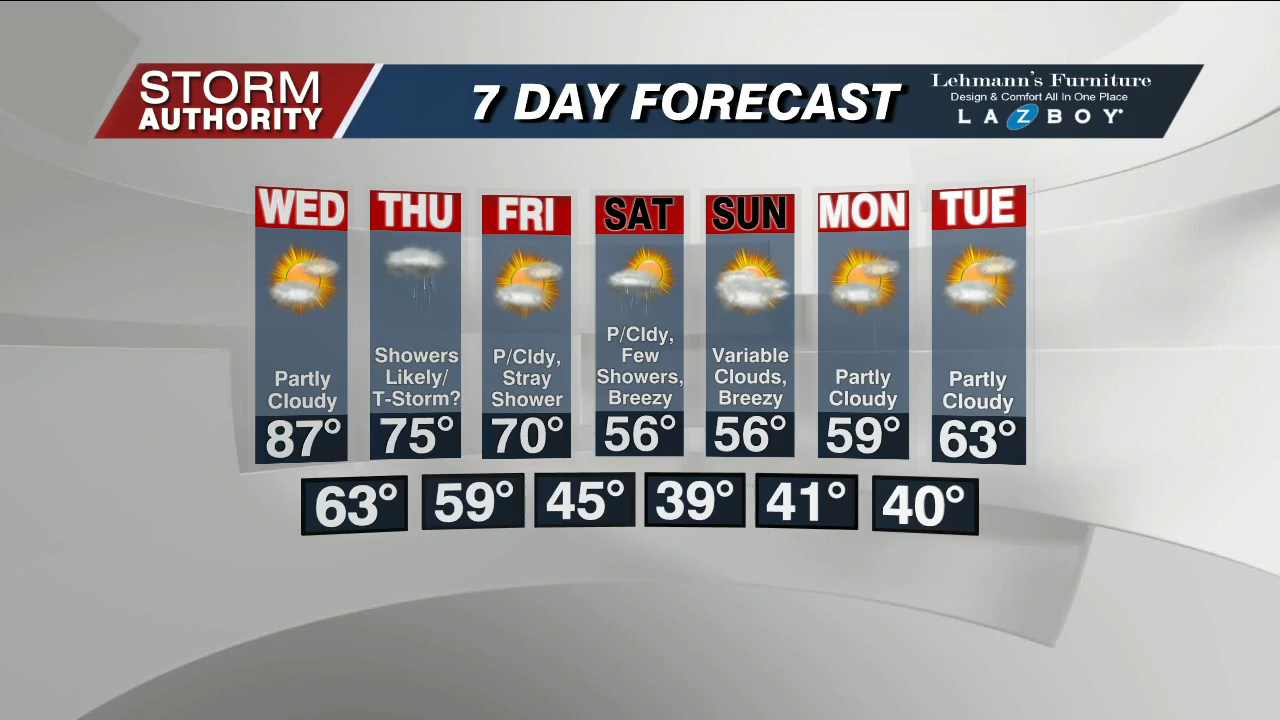 STORM
AUTHORITY
7 DAY FORECAST
Lehmann's Furniture
Design & Comfort All In One Place
LAZBOY®
WED
Partly
Cloudy
87°
THU
Showers
Likely/
T-Storm?
75°
FRI
P/Cldy,
Stray
Shower
70°
SAT
P/Cldy,
Few
Showers,
Breezy
56°
SUN
Variable
Clouds,
Breezy
56°
MON
Partly
Cloudy
59°
TUE
Partly
Cloudy
63°
63° 59° 45° 39° 41° 40°